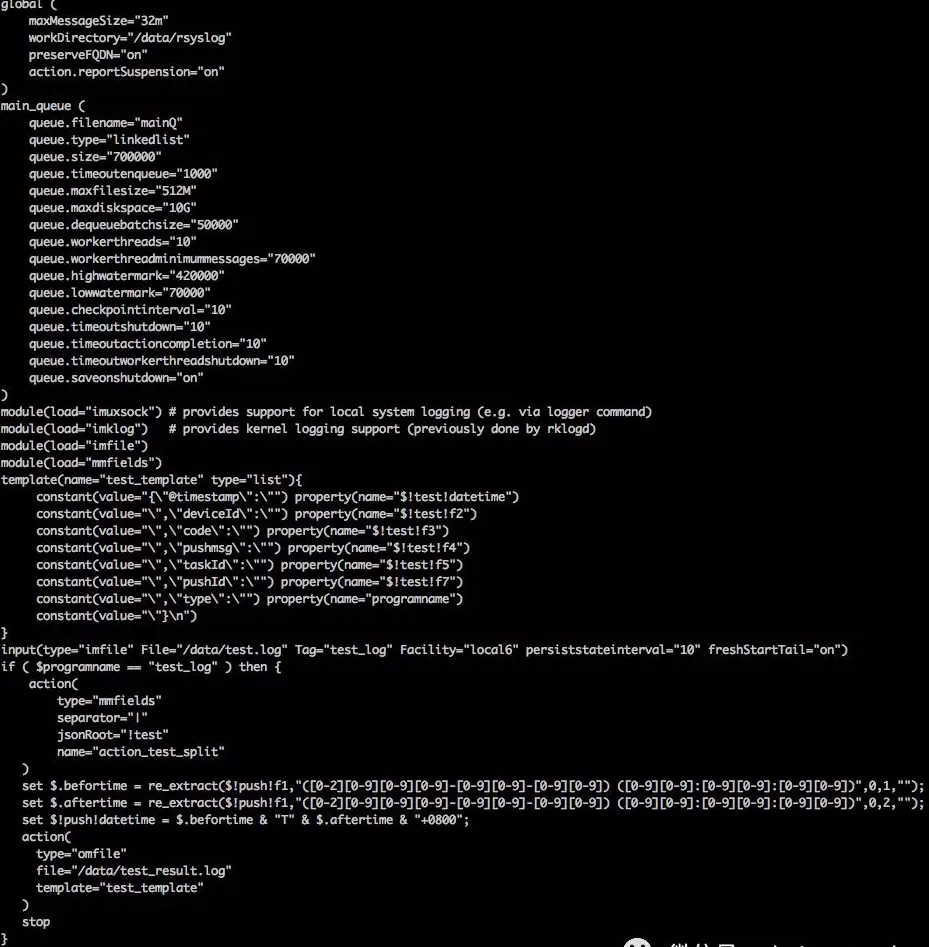 global (
    maxMessageSize="32m"
    workDirectory="/data/rsyslog"
    preserveFQDN="on"
    action.reportSuspension="on"
)
main_queue (
    queue.filename="mainQ"
    queue.type="linkedlist"
    queue.size="700000"
    queue.timeoutenqueue="1000"
    queue.maxfilesize="512M"
    queue.maxdiskspace="10G"
    queue.dequeuebatchsize="50000"
    queue.workerthreads="10"
    queue.workerthreadminimummessages="70000"
    queue.highwatermark="420000"
    queue.lowwatermark="70000"
    queue.checkpointinterval="10"
    queue.timeoutshutdown="10"
    queue.timeoutactioncompletion="10"
    queue.timeoutworkerthreadshutdown="10"
    queue.saveonshutdown="on"
)
module(load="imuxsock") # provides support for local system logging (e.g. via logger command)
module(load="imklog")   # provides kernel logging support (previously done by rklogd)
module(load="imfile")
module(load="mmfields")
template(name="test_template" type="list"){
     constant(value="{\"@timestamp\":\"") property(name="$!test!datetime")
     constant(value="\",\"deviceId\":\"") property(name="$!test!f2")
     constant(value="\",\"code\":\"") property(name="$!test!f3")
     constant(value="\",\"pushmsg\":\"") property(name="$!test!f4")
     constant(value="\",\"taskId\":\"") property(name="$!test!f5")
     constant(value="\",\"pushId\":\"") property(name="$!test!f7")
     constant(value="\",\"type\":\"") property(name="programname")
     constant(value="\"}\n")
}
input(type="imfile" File="/data/test.log" Tag="test_log" Facility="local6" persiststateinterval="10" freshStartTail="on")
if ( $programname == "test_log" ) then {
    action(
        type="mmfields"
        separator="|"
        jsonRoot="!test"
        name="action_test_split"
   )
   set $.befortime = re_extract($!push!f1,"([0-2][0-9][0-9][0-9]-[0-9][0-9]-[0-9][0-9]) ([0-9][0-9]:[0-9][0-9]:[0-9][0-9])",0,1,"");
   set $.aftertime = re_extract($!push!f1,"([0-2][0-9][0-9][0-9]-[0-9][0-9]-[0-9][0-9]) ([0-9][0-9]:[0-9][0-9]:[0-9][0-9])",0,2,"");
   set $!push!datetime = $.befortime & "T" & $.aftertime & "+0800";
   action(
     type="omfile"
     file="/data/test_result.log"
     template="test_template"
   )
   stop
}